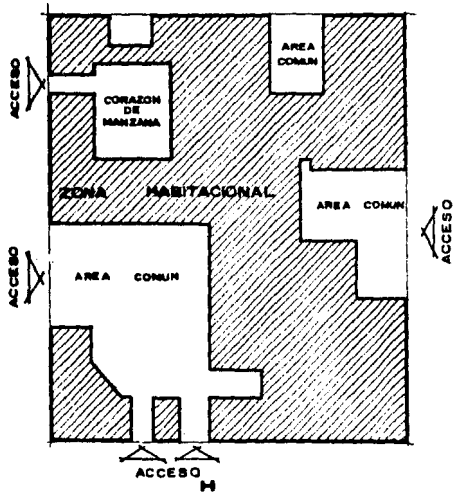 AREA
COMUN
ACCESO
CORAZON
DE
MANZANA
ZONA HABITACIONAL
AREA COMUN
ACCESO
ACCESO
AREA COMUN
ACCESO
H